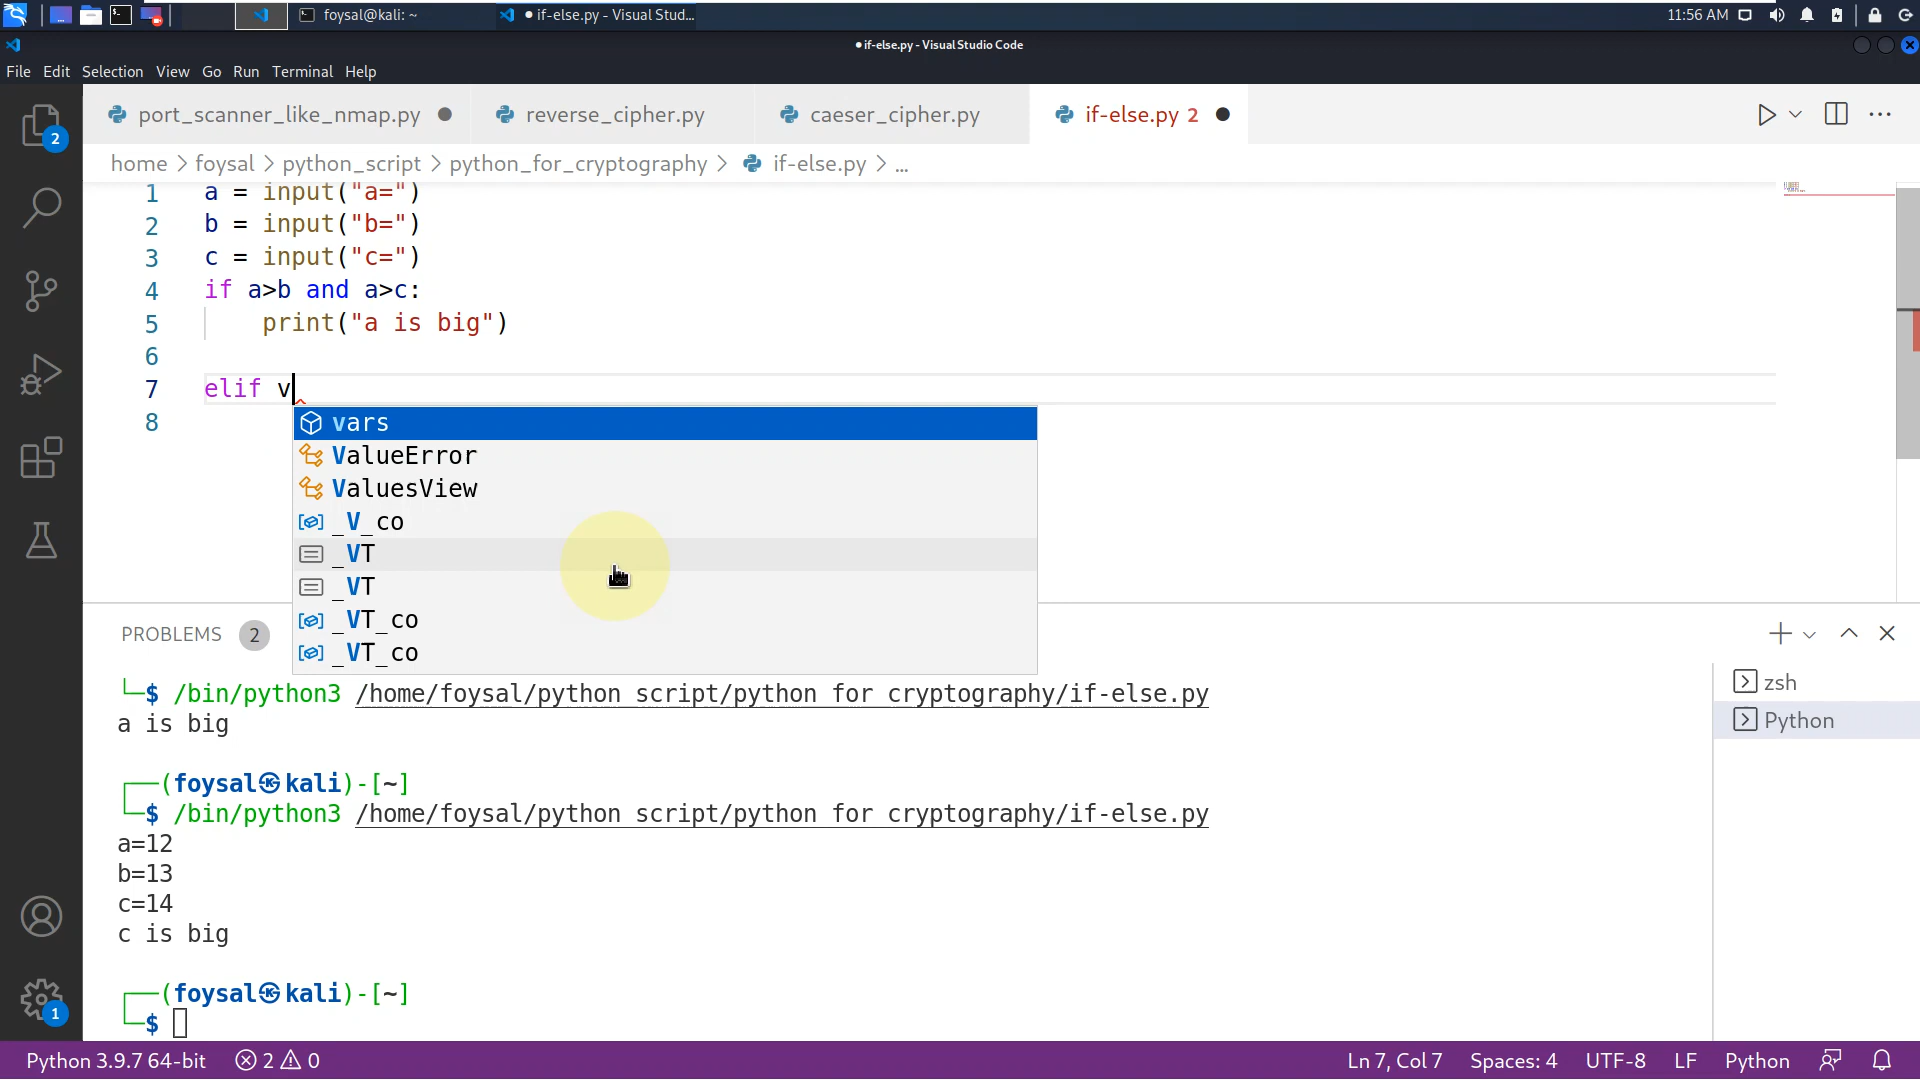 foysal@kali: ~
● if-else.py - Visual Stud...
11:56 AM
● if-else.py - Visual Studio Code
File Edit Selection View Go Run Terminal Help
port_scanner_like_nmap.py ●
reverse_cipher.py
caeser_cipher.py
if-else.py 2 ●
home > foysal > python_script > python_for_cryptography > if-else.py > ...
2
1 a = input("a=")
2 b = input("b=")
3 c = input("c=")
4 if a>b and a>c:
5     print("a is big")
6
7 elif v
8
vars
ValueError
ValuesView
_V_co
_VT
_VT
_VT_co
_VT_co
PROBLEMS 2
└─$ /bin/python3 /home/foysal/python_script/python_for_cryptography/if-else.py
a is big
┌──(foysal㉿kali)-[~]
└─$ /bin/python3 /home/foysal/python_script/python_for_cryptography/if-else.py
a=12
b=13
c=14
c is big
┌──(foysal㉿kali)-[~]
└─$
zsh
Python
1
Python 3.9.7 64-bit 2 0
Ln 7, Col 7 Spaces: 4 UTF-8 LF Python